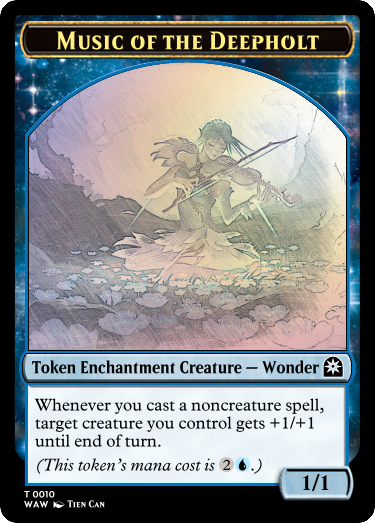 Music of the Deepholt
Token Enchantment Creature — Wonder
Whenever you cast a noncreature spell,
target creature you control gets +1/+1
until end of turn.
(This token's mana cost is 2.)
1/1
T 0010
WAW Tien Can